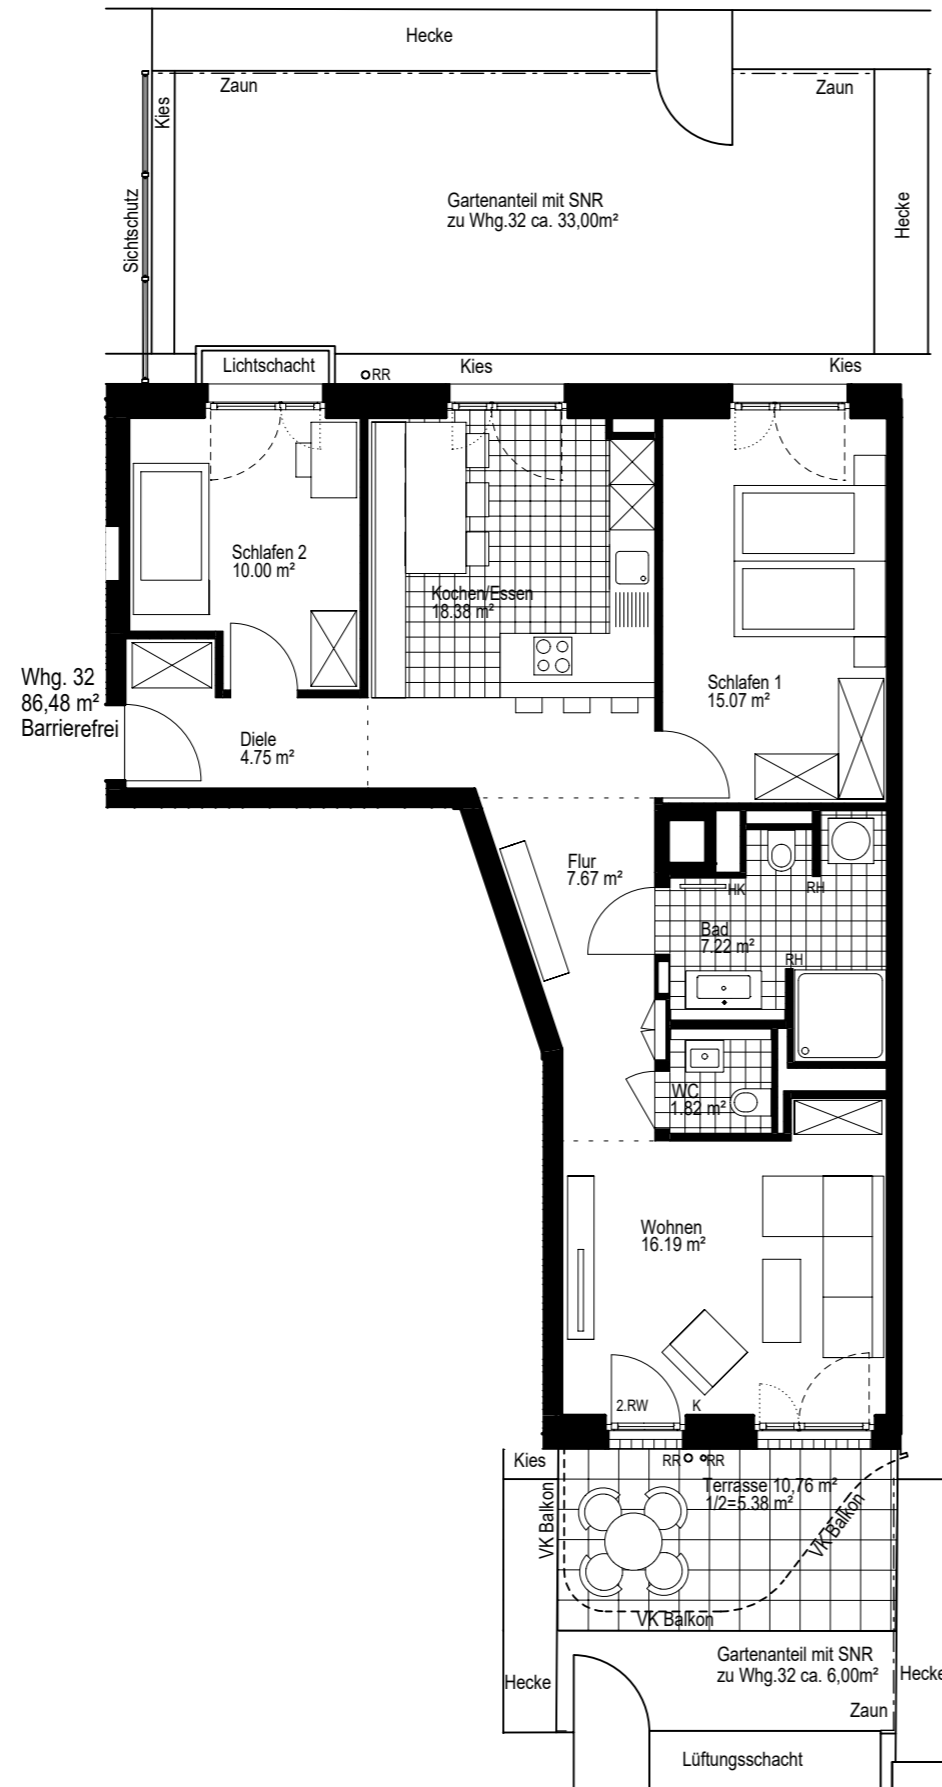 Hecke
Zaun
Zaun
Kies
Sichtschutz
Gartenanteil mit SNR
zu Whg.32 ca. 33,00m²
Hecke
Lichtschacht
RR
Kies
Kies
Schlafen 2
10.00 m²
Kochen/Essen
18.38 m²
Whg. 32
86,48 m²
Barrierefrei
Schlafen 1
15.07 m²
Diele
4.75 m²
Flur
7.67 m²
HK
RH
Bad
7.22 m²
RH
WC
1.82 m²
Wohnen
16.19 m²
2.RW
K
Kies
RR
RR
Terrasse 10,76 m²
1/2=5.38 m²
VK Balkon
VK Balkon
VK Balkon
Gartenanteil mit SNR
zu Whg.32 ca. 6,00m²
Hecke
Hecke
Zaun
Lüftungsschacht